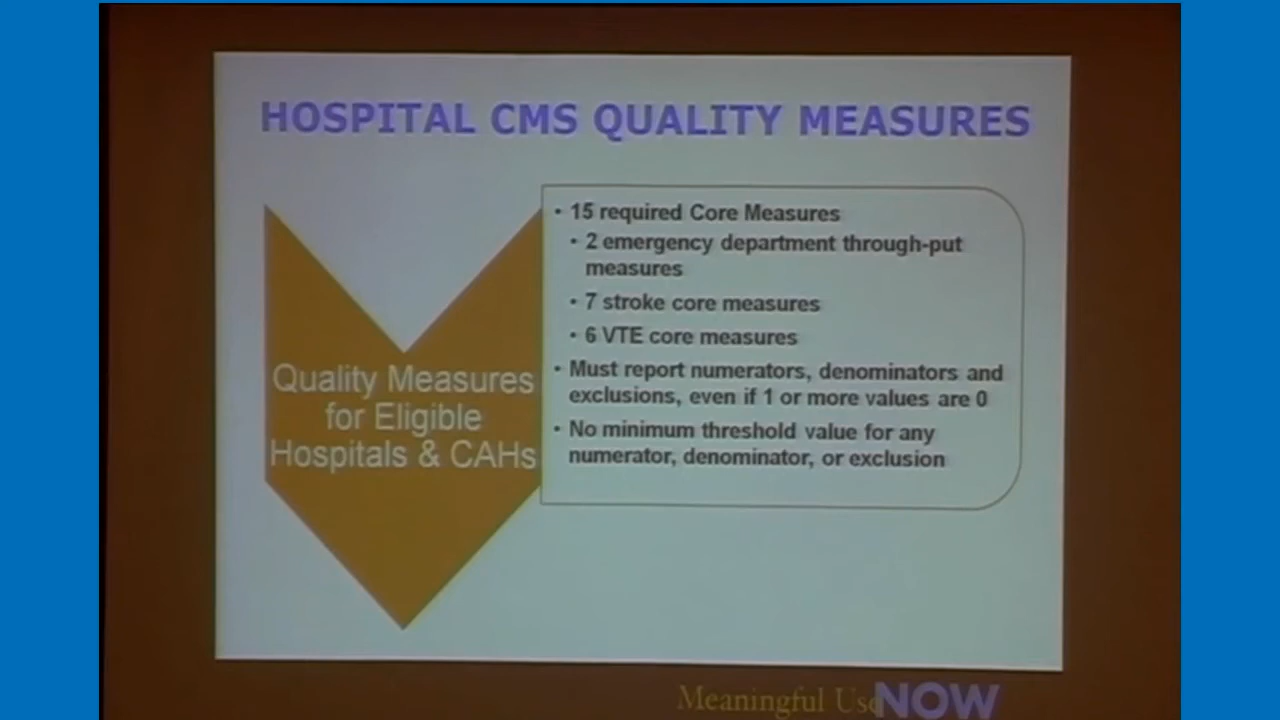 HOSPITAL CMS QUALITY MEASURES
• 15 required Core Measures
• 2 emergency department through-put
measures
• 7 stroke core measures
• 6 VTE core measures
• Must report numerators, denominators and
exclusions, even if 1 or more values are 0
• No minimum threshold value for any
numerator, denominator, or exclusion
Quality Measures
for Eligible
Hospitals & CAHs
Meaningful Use NOW